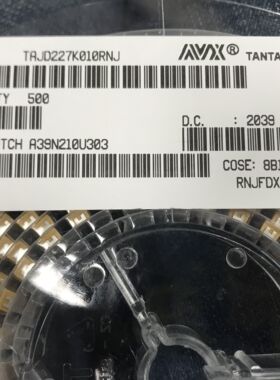 TAJD227K010RNJ
AVX® TANTA
TY 500
D.C. : 2039
TCH A39N210U303
COSE: 8B
RNJFDX